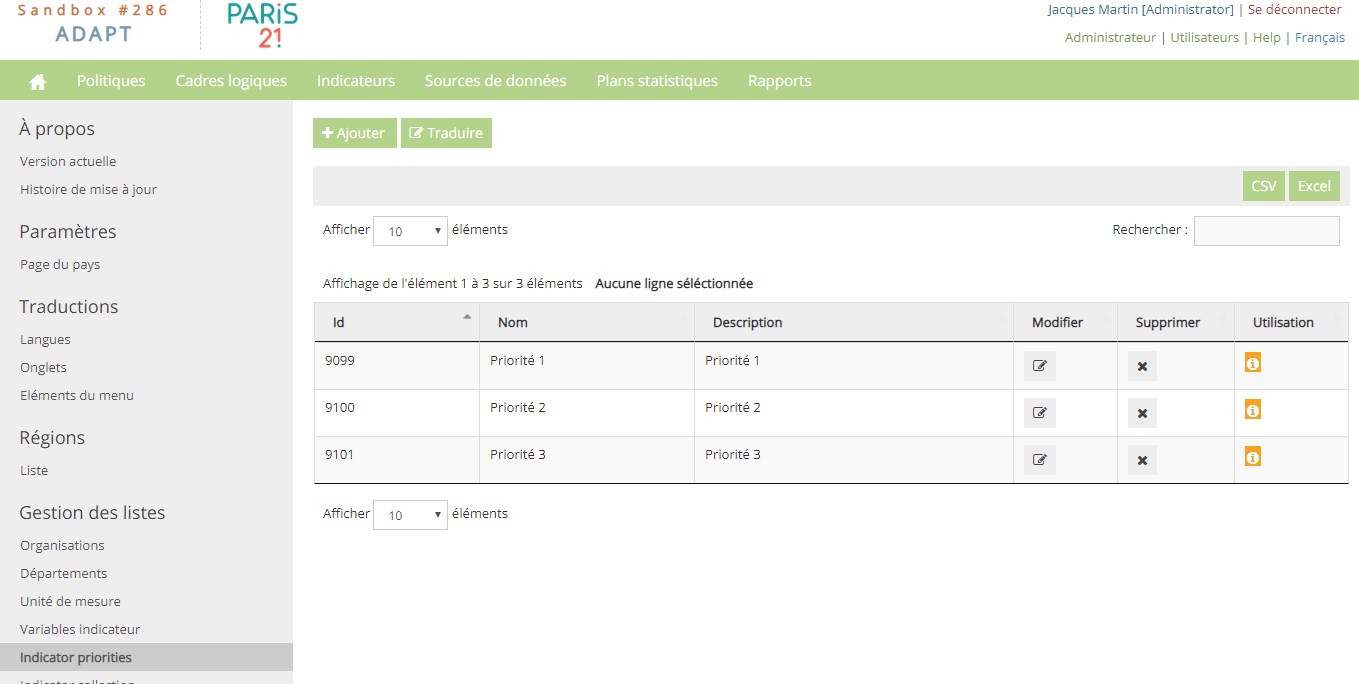 Sandbox #286
ADAPT
PARiS
21
Jacques Martin [Administrator] | Se déconnecter
Administrateur | Utilisateurs | Help | Français
Politiques Cadres logiques Indicateurs Sources de données Plans statistiques Rapports
À propos
Version actuelle
Histoire de mise à jour
Paramètres
Page du pays
Traductions
Langues
Onglets
Eléments du menu
Régions
Liste
Gestion des listes
Organisations
Départements
Unité de mesure
Variables indicateur
Indicator priorities
Indicator collection
Ajouter Traduire
CSV Excel
Afficher 10 éléments Rechercher :
Affichage de l'élément 1 à 3 sur 3 éléments Aucune ligne séléctionnée
Id Nom Description Modifier Supprimer Utilisation
9099 Priorité 1 Priorité 1
9100 Priorité 2 Priorité 2
9101 Priorité 3 Priorité 3
Afficher 10 éléments